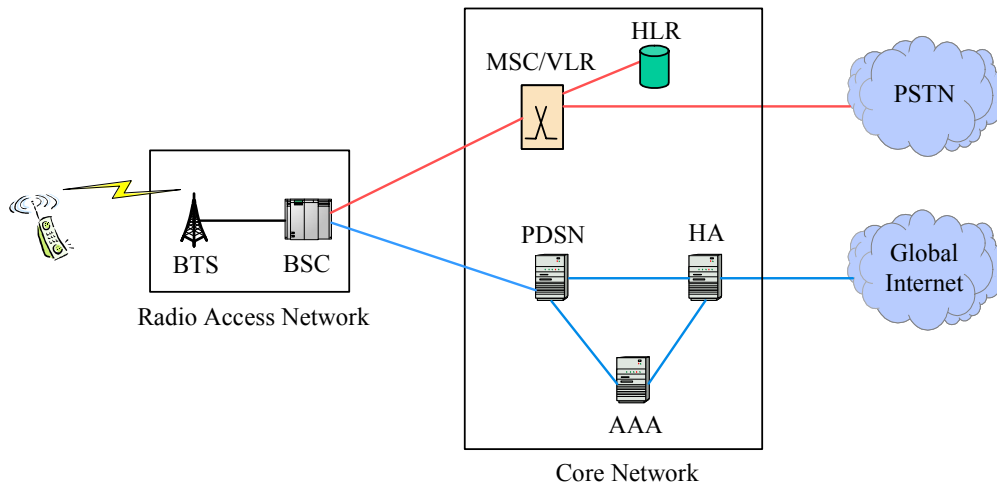 HLR
MSC/VLR
PSTN
BTS
BSC
Radio Access Network
PDSN
HA
Global
Internet
AAA
Core Network